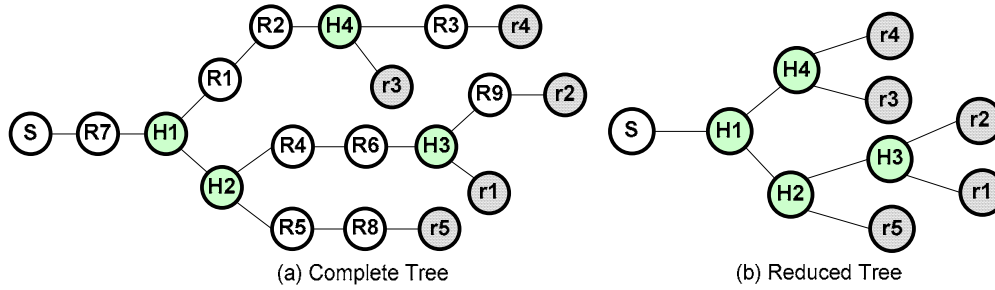 R2 H4 R3 r4
R1 r3
S R7 H1
H2
R4 R6 H3
R9 r2
r1
R5 R8 r5
(a) Complete Tree
S H1
H4 r4
r3
H2 H3 r2
r1
r5
(b) Reduced Tree